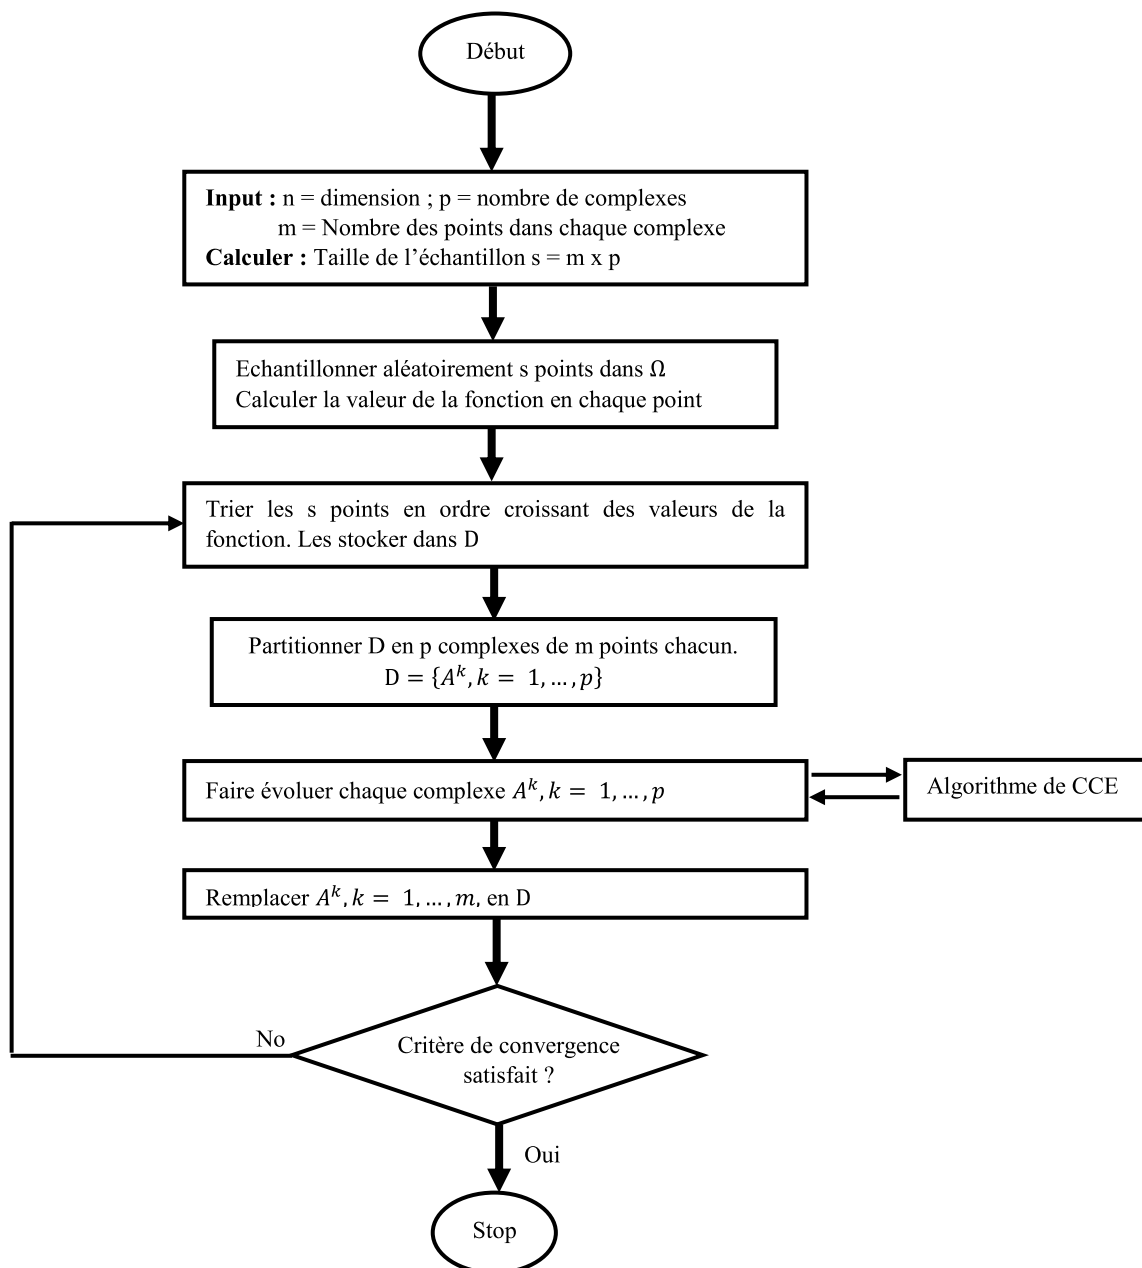 Début
Input : n = dimension ; p = nombre de complexes
m = Nombre des points dans chaque complexe
Calculer : Taille de l’échantillon s = m x p
Echantillonner aléatoirement s points dans Ω
Calculer la valeur de la fonction en chaque point
Trier les s points en ordre croissant des valeurs de la
fonction. Les stocker dans D
Partitionner D en p complexes de m points chacun.
D = {A^k, k = 1, … , p}
Faire évoluer chaque complexe A^k, k = 1, … , p
Algorithme de CCE
Remplacer A^k, k = 1, … , m, en D
No
Critère de convergence
satisfait ?
Oui
Stop